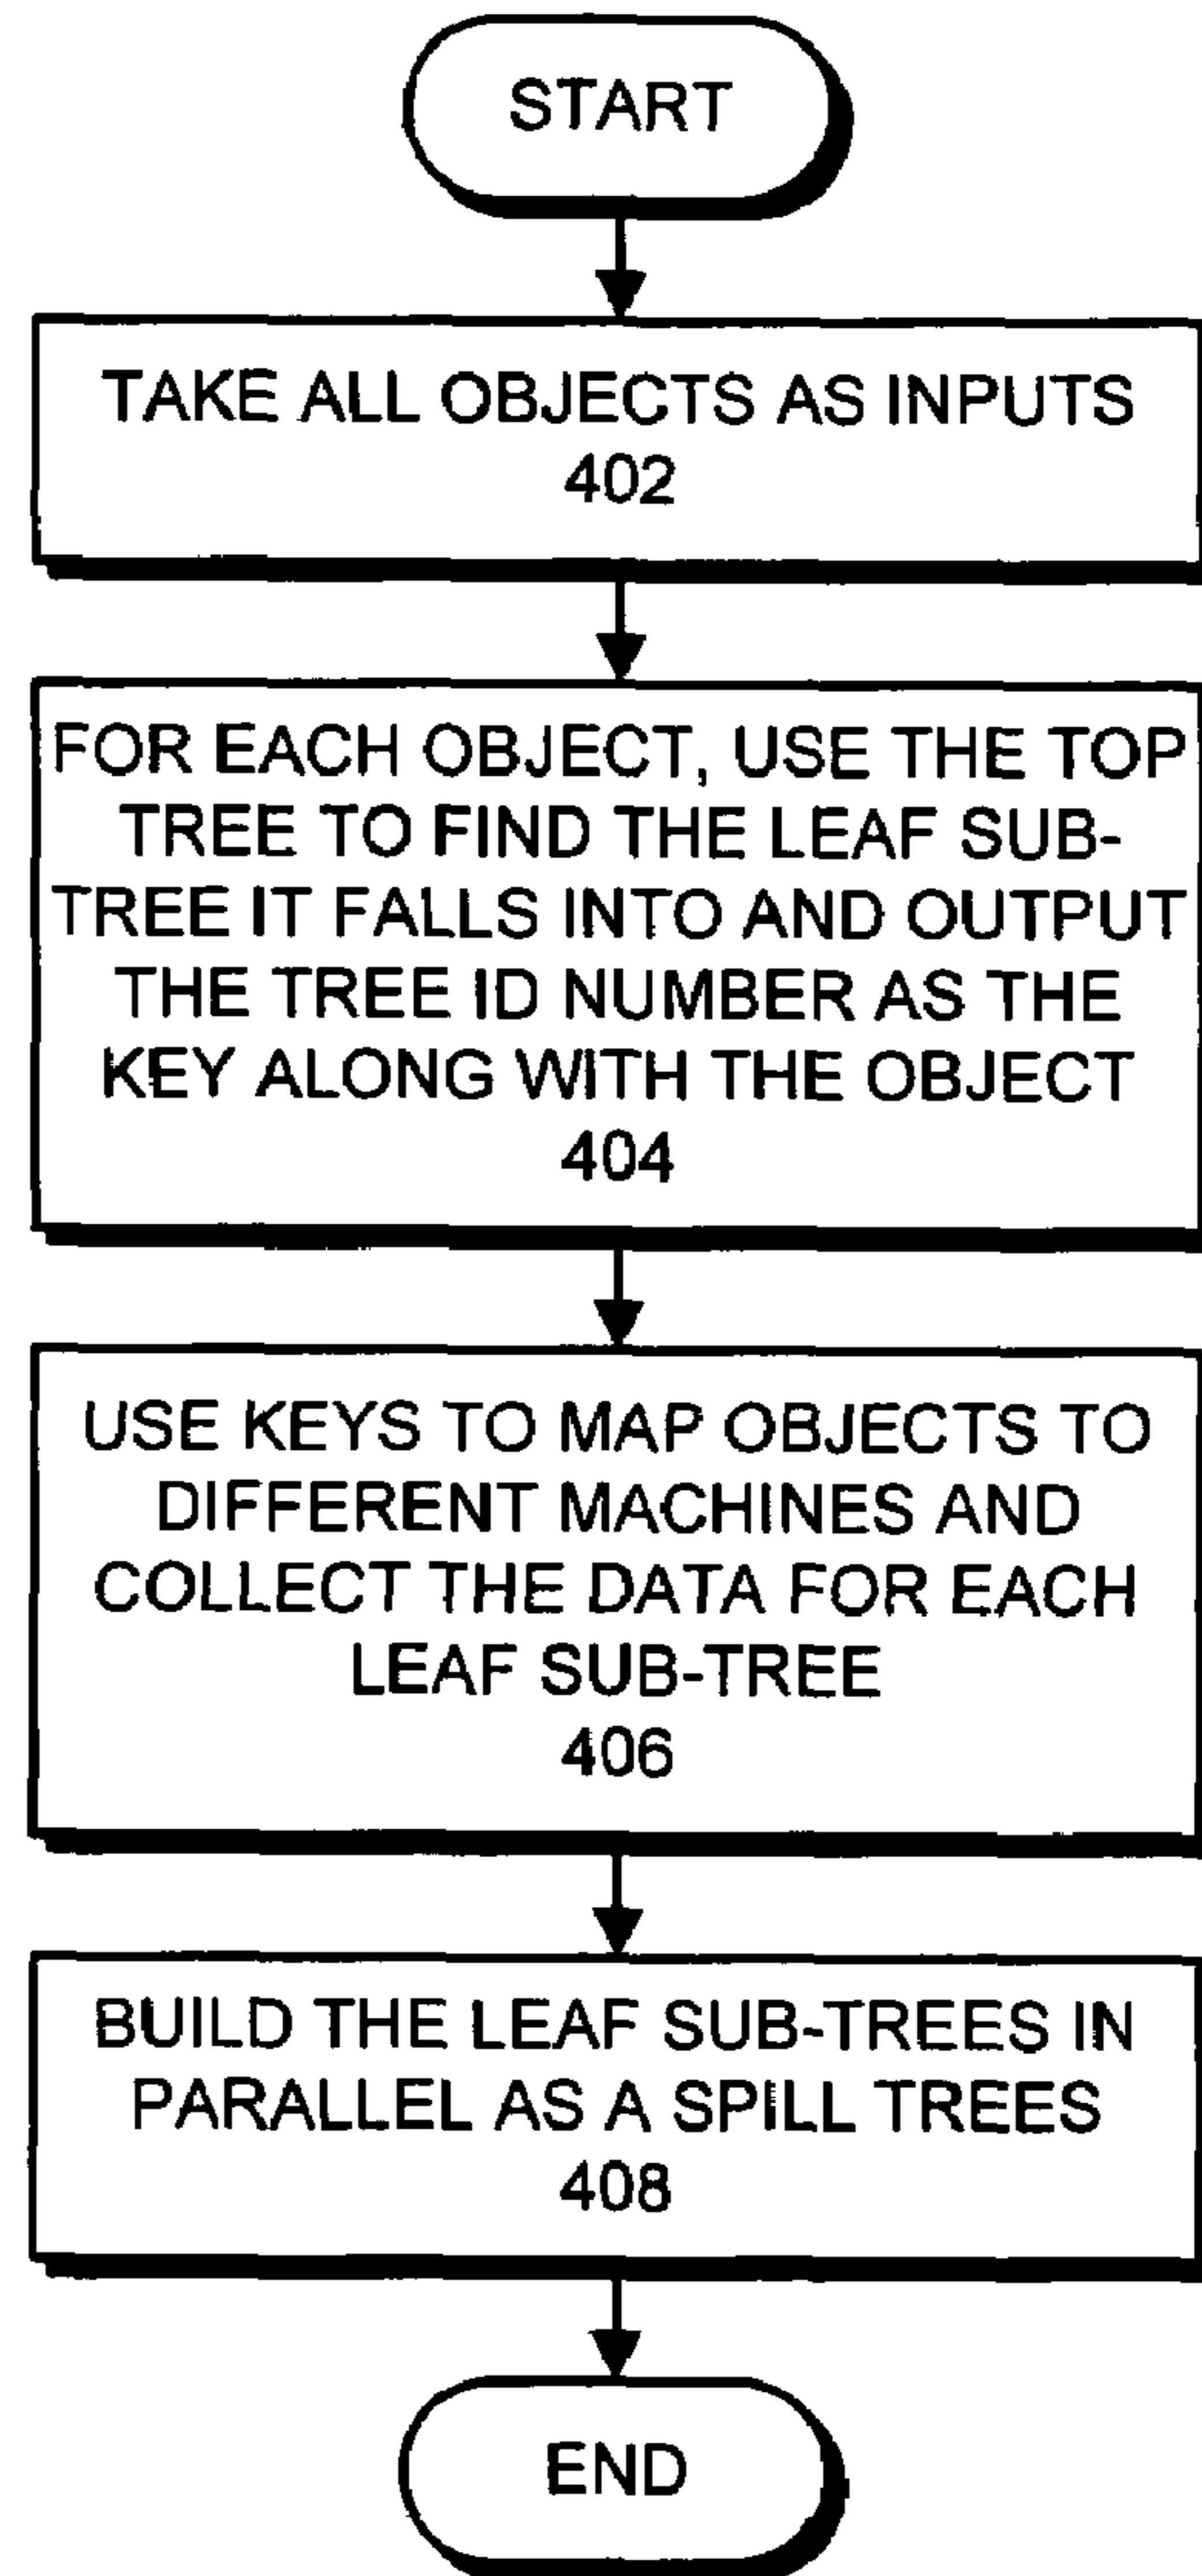 START
TAKE ALL OBJECTS AS INPUTS
402
FOR EACH OBJECT, USE THE TOP
TREE TO FIND THE LEAF SUB-
TREE IT FALLS INTO AND OUTPUT
THE TREE ID NUMBER AS THE
KEY ALONG WITH THE OBJECT
404
USE KEYS TO MAP OBJECTS TO
DIFFERENT MACHINES AND
COLLECT THE DATA FOR EACH
LEAF SUB-TREE
406
BUILD THE LEAF SUB-TREES IN
PARALLEL AS A SPILL TREES
408
END